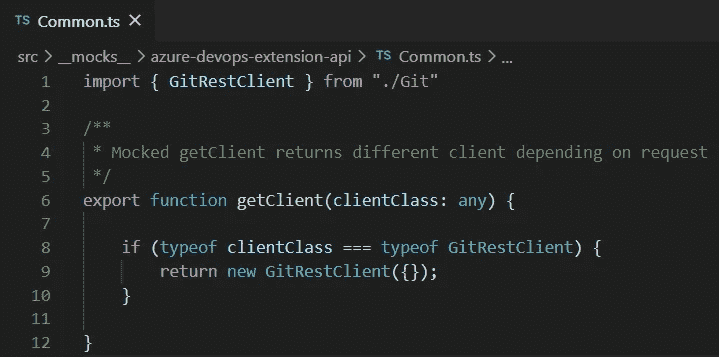 TS Common.ts ×
src > __mocks__ > azure-devops-extension-api > TS Common.ts > ...
1 import { GitRestClient } from "./Git"
2
3 /**
4 * Mocked getClient returns different client depending on request
5 */
6 export function getClient(clientClass: any) {
7
8 if (typeof clientClass === typeof GitRestClient) {
9 return new GitRestClient({});
10 }
11
12 }